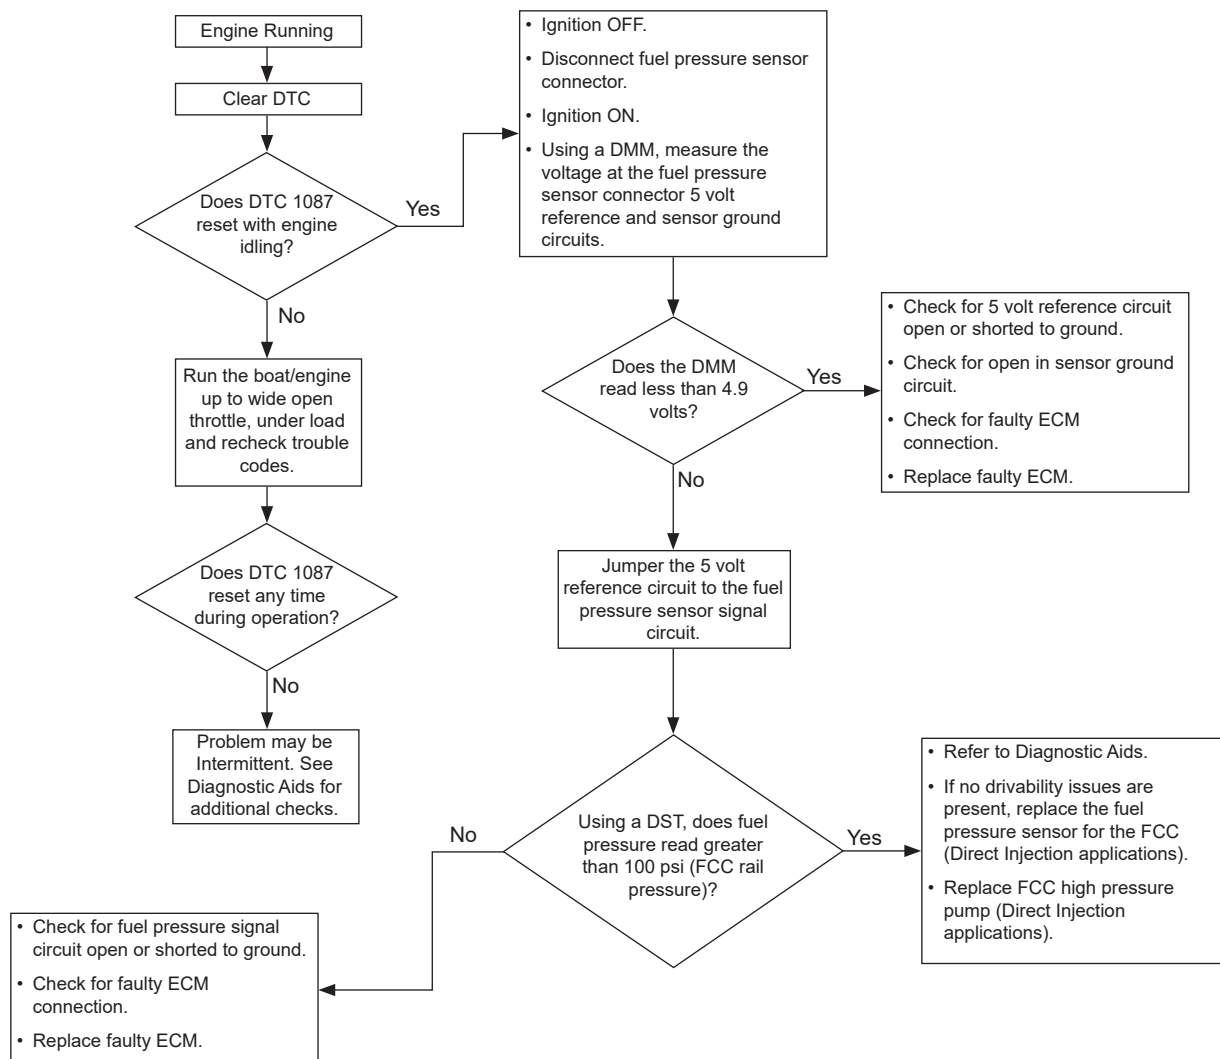 Engine Running
Clear DTC
Does DTC 1087
reset with engine
idling?
Yes
No
Run the boat/engine
up to wide open
throttle, under load
and recheck trouble
codes.
Does DTC 1087
reset any time
during operation?
No
Problem may be
Intermittent. See
Diagnostic Aids for
additional checks.
• Ignition OFF.
• Disconnect fuel pressure sensor
connector.
• Ignition ON.
• Using a DMM, measure the
voltage at the fuel pressure
sensor connector 5 volt
reference and sensor ground
circuits.
Does the DMM
read less than 4.9
volts?
Yes
• Check for 5 volt reference circuit
open or shorted to ground.
• Check for open in sensor ground
circuit.
• Check for faulty ECM
connection.
• Replace faulty ECM.
No
Jumper the 5 volt
reference circuit to the fuel
pressure sensor signal
circuit.
Using a DST, does fuel
pressure read greater
than 100 psi (FCC rail
pressure)?
Yes
• Refer to Diagnostic Aids.
• If no drivability issues are
present, replace the fuel
pressure sensor for the FCC
(Direct Injection applications).
• Replace FCC high pressure
pump (Direct Injection
applications).
No
• Check for fuel pressure signal
circuit open or shorted to ground.
• Check for faulty ECM
connection.
• Replace faulty ECM.